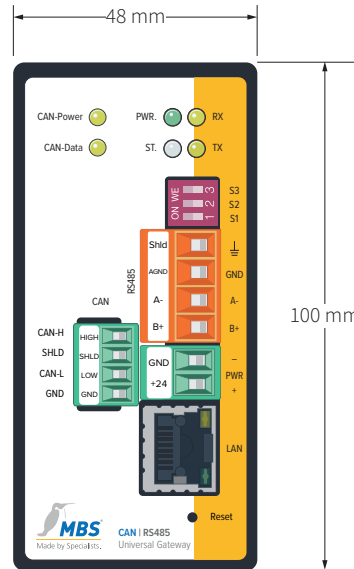 48 mm
CAN-Power
PWR.
RX
CAN-Data
ST.
TX
ON WE
1 2 3
S3
S2
S1
RS485
Shld
AGND
GND
A-
A-
B+
B+
CAN
CAN-H
HIGH
SHLD
SHLD
CAN-L
LOW
GND
GND
GND
–
+24
PWR
+
LAN
Reset
100 mm
MBS
Made by Specialists.
CAN | RS485
Universal Gateway